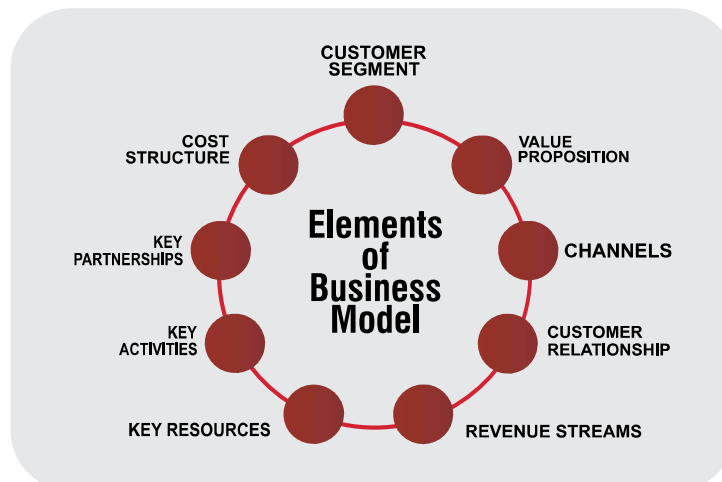 CUSTOMER
SEGMENT
VALUE
PROPOSITION
CHANNELS
CUSTOMER
RELATIONSHIP
REVENUE STREAMS
KEY RESOURCES
KEY
ACTIVITIES
KEY
PARTNERSHIPS
COST
STRUCTURE
Elements
of
Business
Model